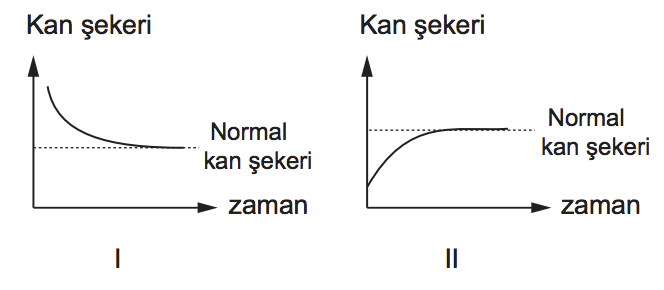 Kan şekeri
Normal
kan şekeri
zaman
I
Kan şekeri
Normal
kan şekeri
zaman
II